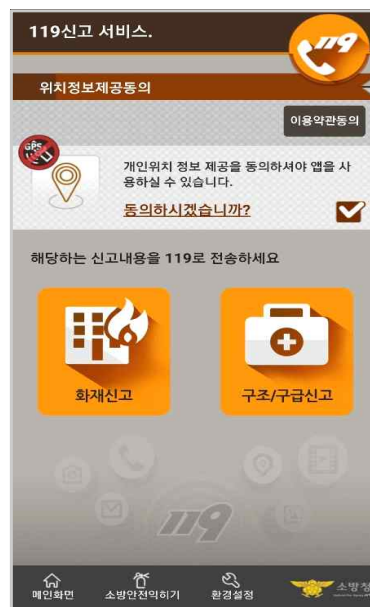 119신고 서비스.
119
위치정보제공동의
이용약관동의
GPS
개인위치 정보 제공을 동의하셔야 앱을 사
용하실 수 있습니다.
동의하시겠습니까?
해당하는 신고내용을 119로 전송하세요
화재신고
구조/구급신고
119
메인화면
소방안전익히기
환경설정
소방청